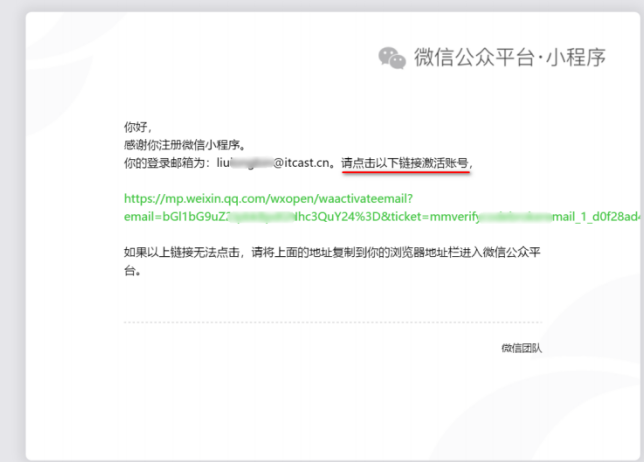 微信公众平台·小程序
你好，
感谢你注册微信小程序。
你的登录邮箱为：liu @itcast.cn。请点击以下链接激活账号，
https://mp.weixin.qq.com/wxopen/waactivateemail?
email=bGl1bG9uZ hc3QuY24%3D&ticket=mmverify mail_1_d0f28ad4
如果以上链接无法点击，请将上面的地址复制到你的浏览器地址栏进入微信公众平
台。
微信团队